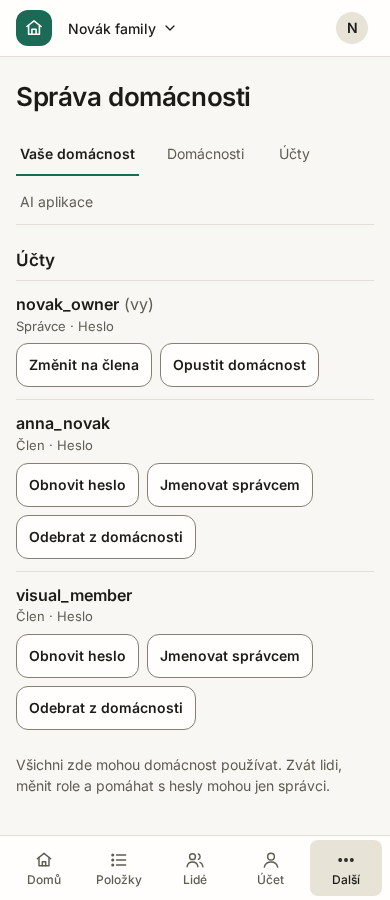 Novák family
N
Správa domácnosti
Vaše domácnost
Domácnosti
Účty
AI aplikace
Účty
novak_owner (vy)
Správce · Heslo
Změnit na člena
Opustit domácnost
anna_novak
Člen · Heslo
Obnovit heslo
Jmenovat správcem
Odebrat z domácnosti
visual_member
Člen · Heslo
Obnovit heslo
Jmenovat správcem
Odebrat z domácnosti
Všichni zde mohou domácnost používat. Zvát lidi,
měnit role a pomáhat s hesly mohou jen správci.
Domů
Položky
Lidé
Účet
Další